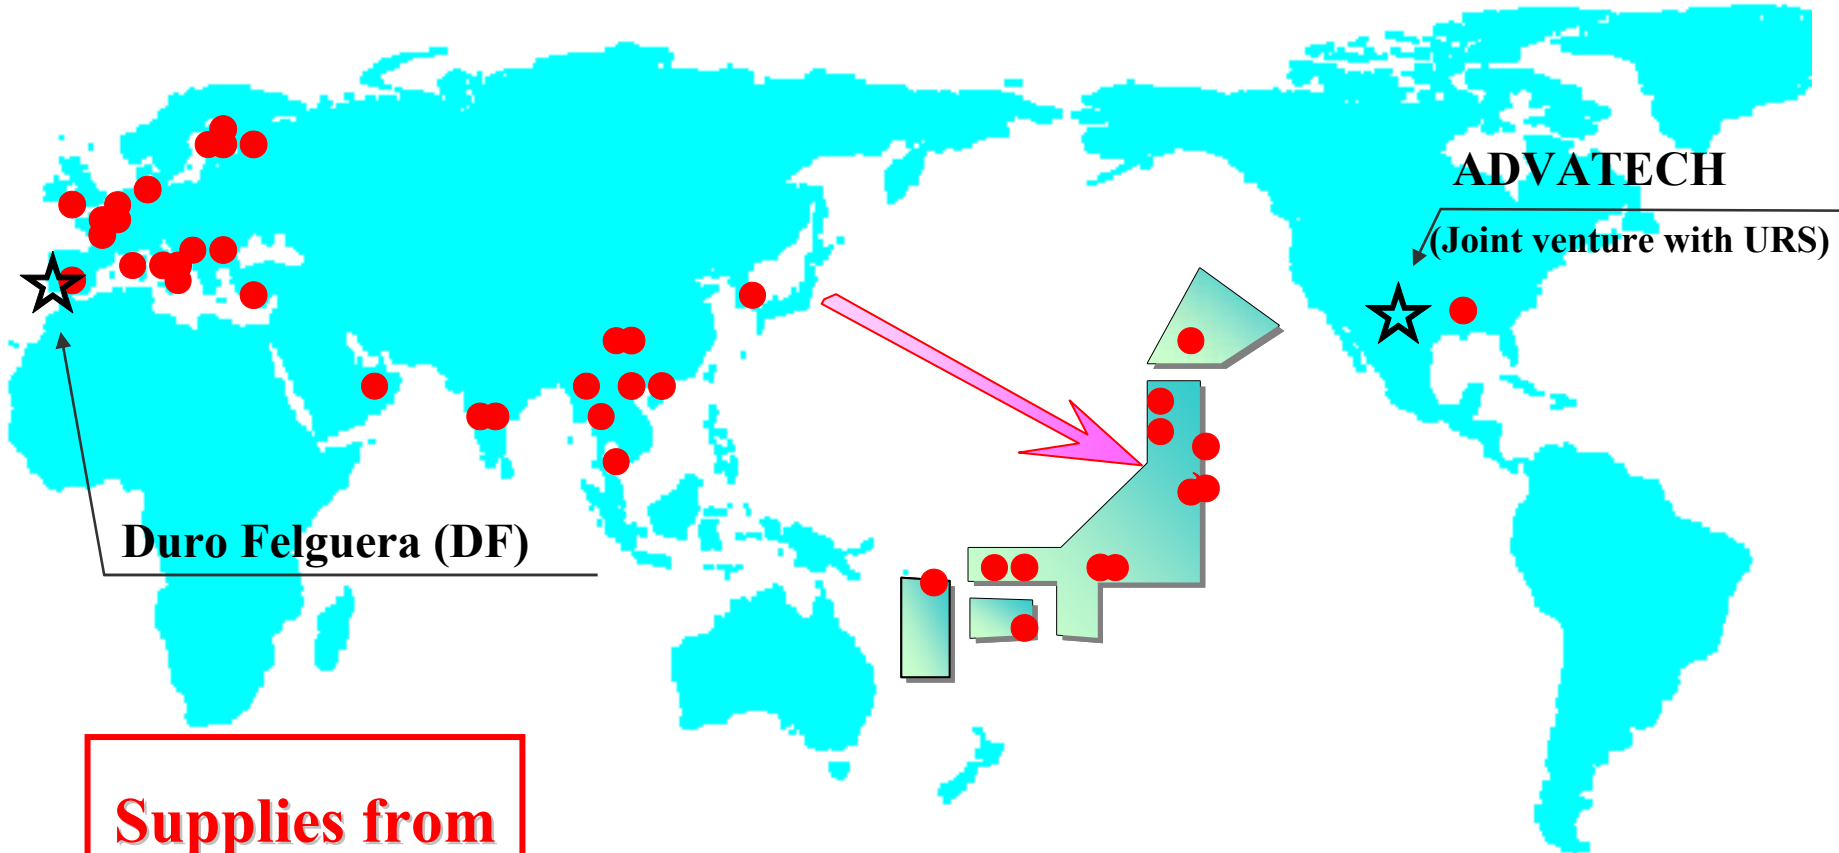 ADVATECH
(Joint venture with URS)
Duro Felguera (DF)
Supplies from